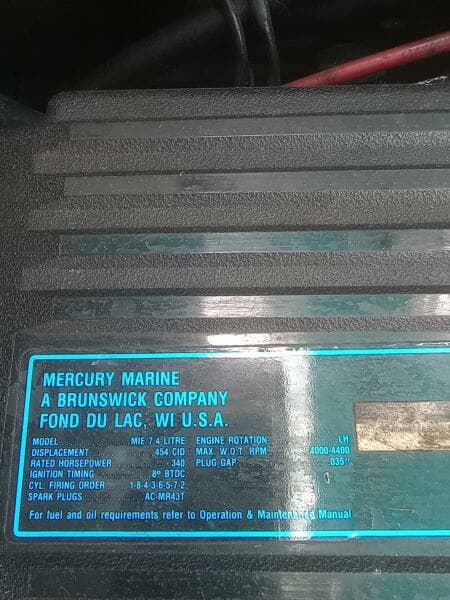 MERCURY MARINE
A BRUNSWICK COMPANY
FOND DU LAC, WI U.S.A.
MODEL MIE 7.4 LITRE ENGINE ROTATION LH
DISPLACEMENT 454 CID MAX. W.O.T. RPM 4000-4400
RATED HORSEPOWER 340 PLUG GAP .035"
IGNITION TIMING 8º BTDC
CYL. FIRING ORDER 1-8-4-3-6-5-7-2
SPARK PLUGS AC-MR43T
For fuel and oil requirements refer to Operation & Maintenance Manual